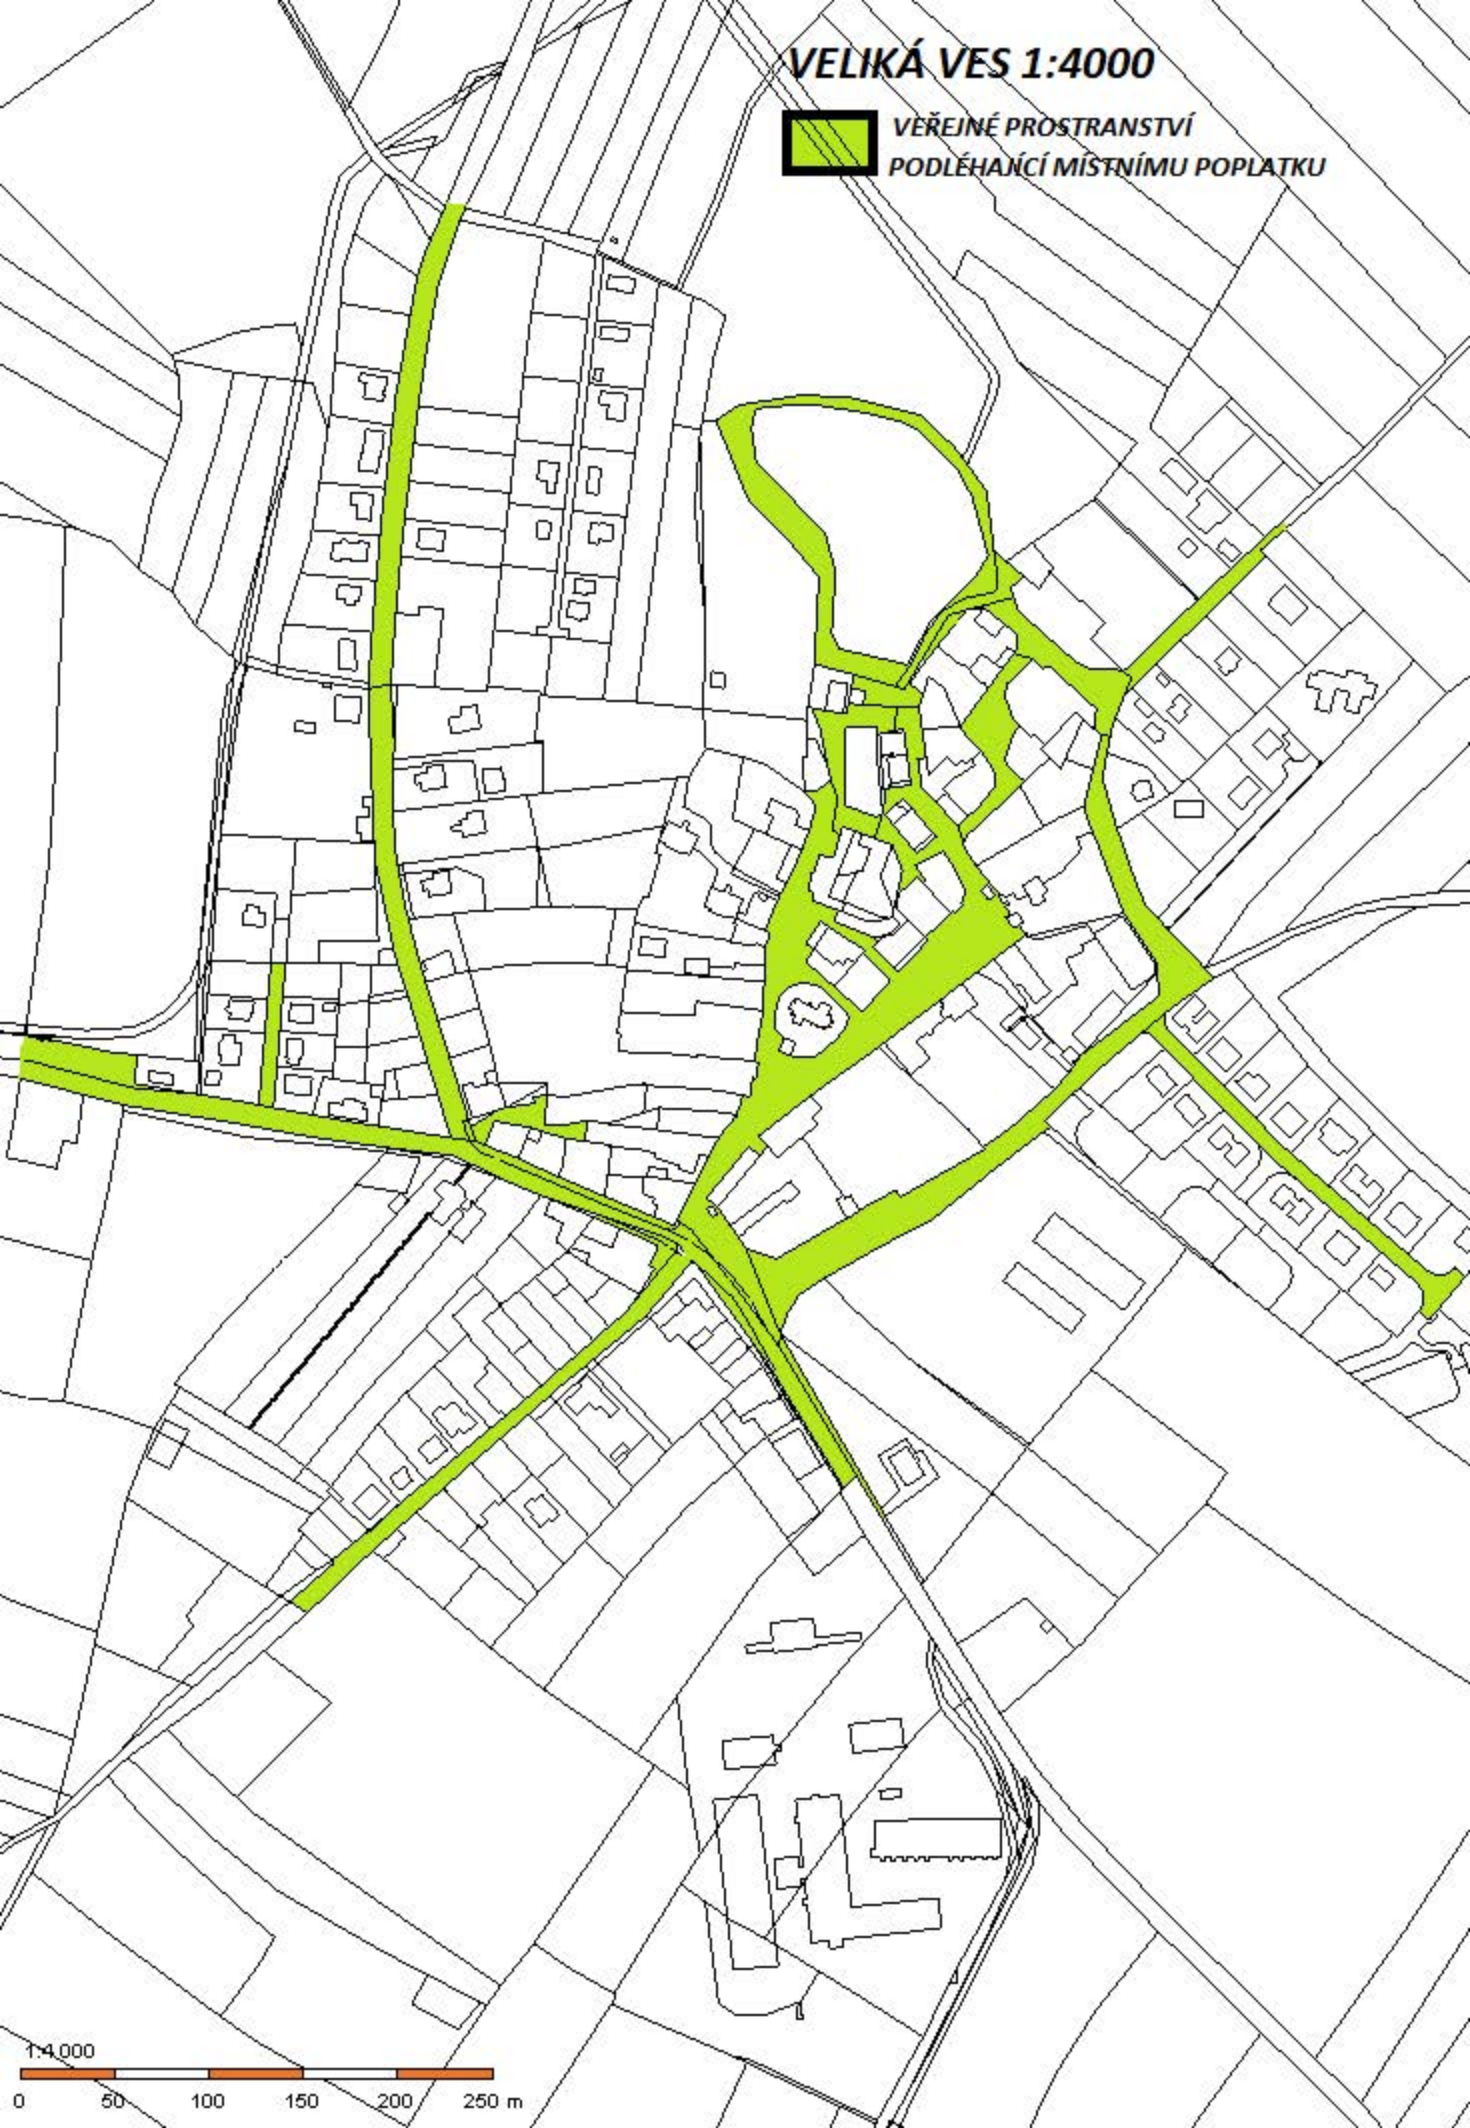 VELIKÁ VES 1:4000
VEŘEJNÉ PROSTRANSTVÍ
PODLÉHAJÍCÍ MÍSTNÍMU POPLATKU
1:4 000
0 50 100 150 200 250 m